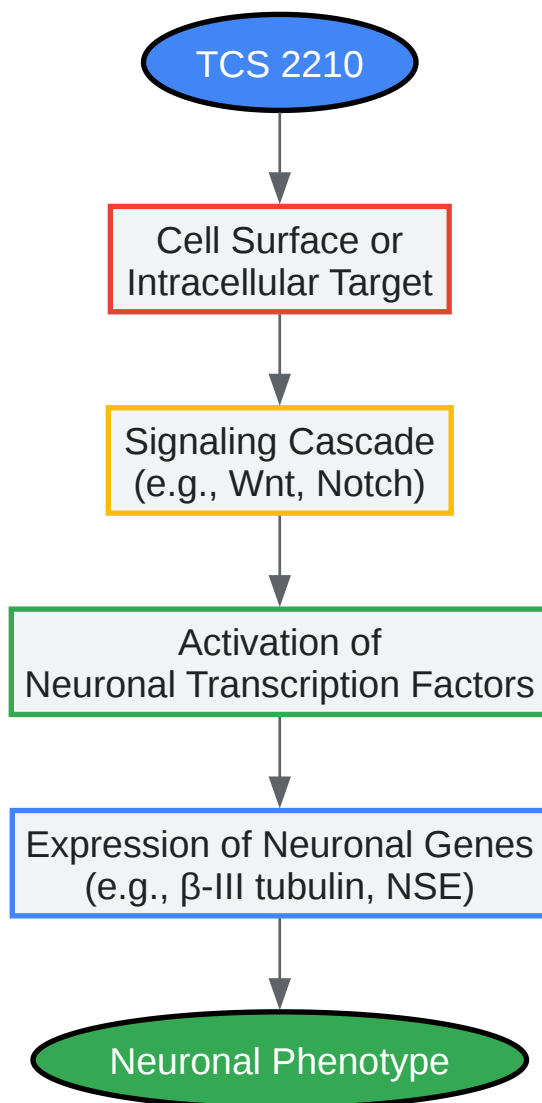 TCS 2210
Cell Surface or
Intracellular Target
Signaling Cascade
(e.g., Wnt, Notch)
Activation of
Neuronal Transcription Factors
Expression of Neuronal Genes
(e.g., β-III tubulin, NSE)
Neuronal Phenotype